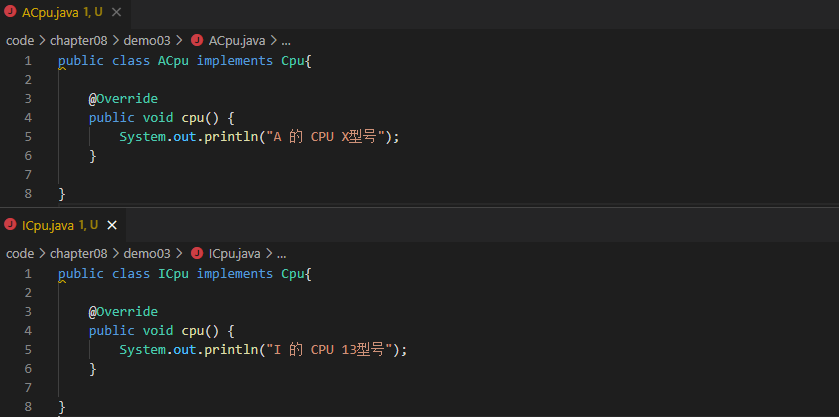 ACpu.java 1, U
code > chapter08 > demo03 > ACpu.java > ...
1 public class ACpu implements Cpu{
2
3 @Override
4 public void cpu() {
5 System.out.println("A 的 CPU X型号");
6 }
7
8 }
ICpu.java 1, U
code > chapter08 > demo03 > ICpu.java > ...
1 public class ICpu implements Cpu{
2
3 @Override
4 public void cpu() {
5 System.out.println("I 的 CPU 13型号");
6 }
7
8 }